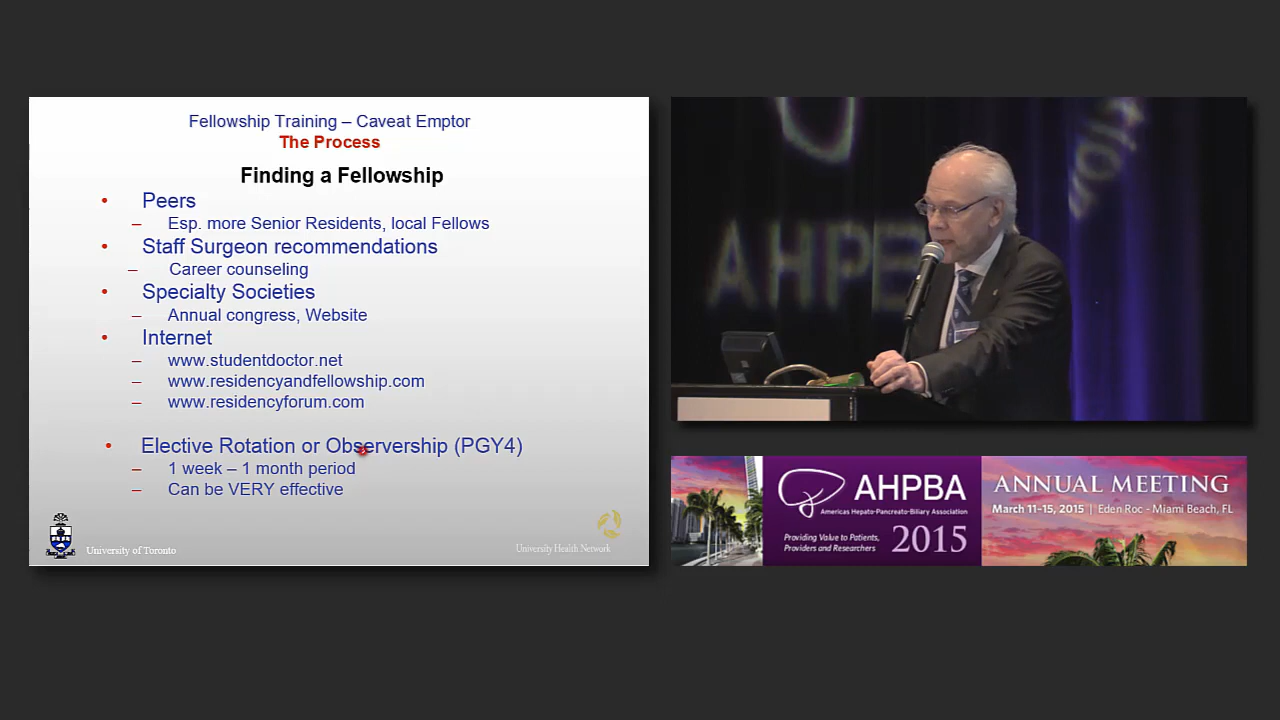 Fellowship Training – Caveat Emptor
The Process
Finding a Fellowship
• Peers
– Esp. more Senior Residents, local Fellows
• Staff Surgeon recommendations
– Career counseling
• Specialty Societies
– Annual congress, Website
• Internet
– www.studentdoctor.net
– www.residencyandfellowship.com
– www.residencyforum.com
• Elective Rotation or Observership (PGY4)
– 1 week – 1 month period
– Can be VERY effective
University of Toronto
University Health Network
AHPB
AHPBA
Americas Hepato-Pancreato-Biliary Association
Providing Value to Patients,
Providers and Researchers
2015
ANNUAL MEETING
March 11-15, 2015 | Eden Roc - Miami Beach, FL